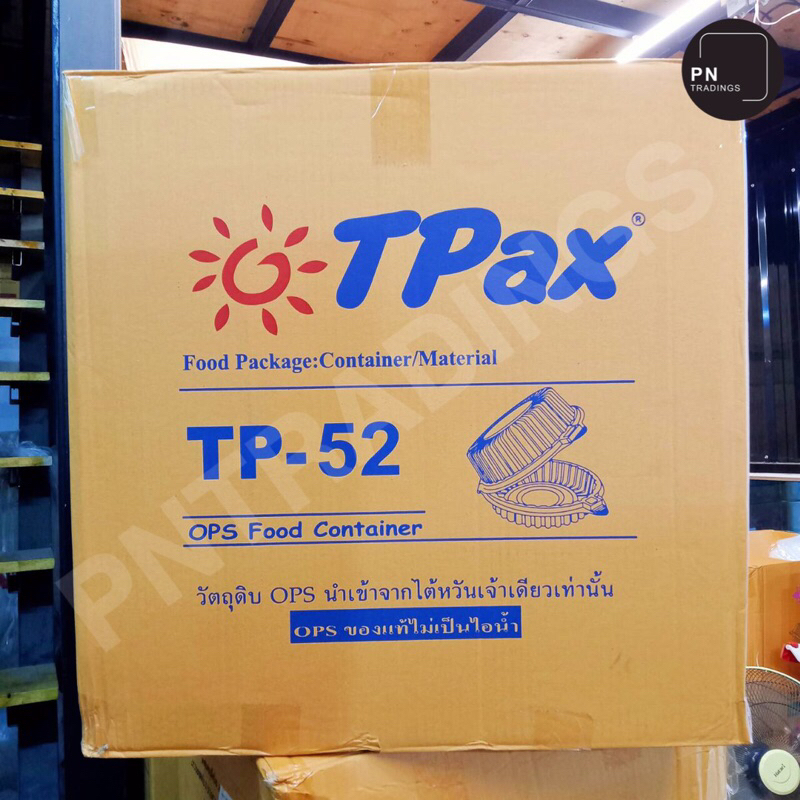 PN
TRADINGS
TPax®
Food Package:Container/Material
TP-52
OPS Food Container
วัตถุดิบ OPS นำเข้าจากไต้หวันเจ้าเดียวเท่านั้น
OPS ของแท้ไม่เป็นไอน้ำ
PNTRADINGS
Hatari